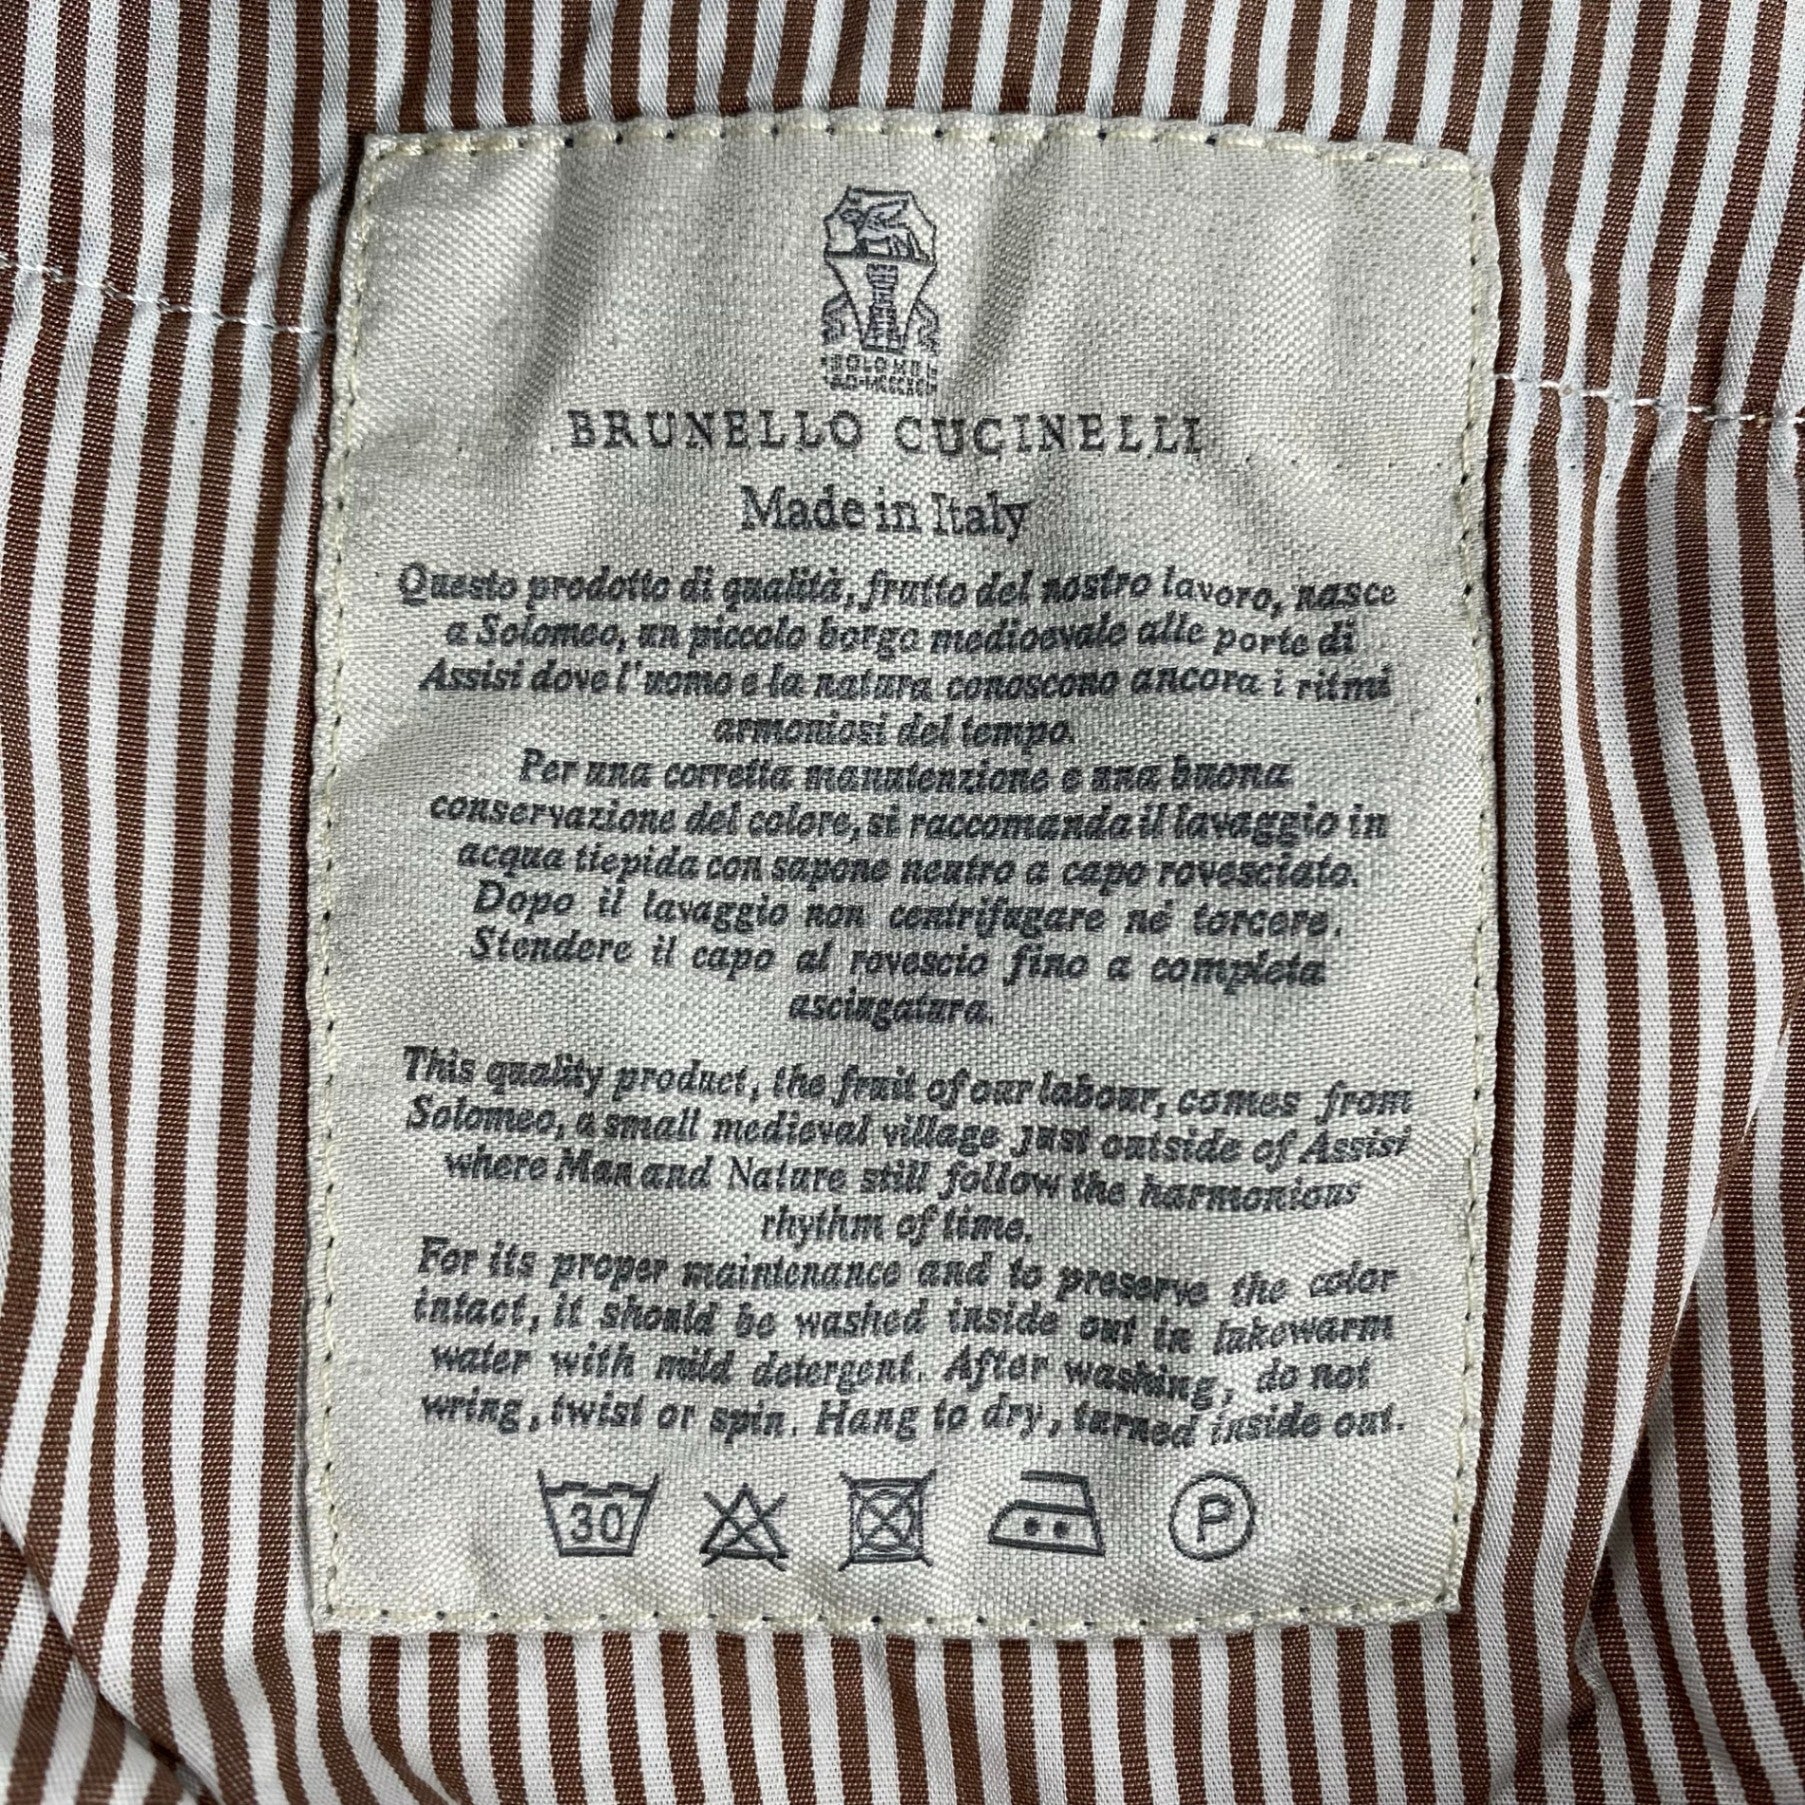 SOLOME
BRUNELLO CUCINELLI
Made in Italy
Questo prodotto di qualità, frutto del nostro lavoro, nasce
a Solomeo, un piccolo borgo medioevale alle porte di
Assisi dove l'uomo e la natura conoscono ancora i ritmi
armoniosi del tempo.
Per una corretta manutenzione e una buona
conservazione del colore, si raccomanda il lavaggio in
acqua tiepida con sapone neutro a capo rovesciato.
Dopo il lavaggio non centrifugare né torcere.
Stendere il capo al rovescio fino a completa
asciugatura.
This quality product, the fruit of our labour, comes from
Solomeo, a small medieval village just outside of Assisi
where Man and Nature still follow the harmonious
rhythm of time.
For its proper maintenance and to preserve the color
intact, it should be washed inside out in lukewarm
water with mild detergent. After washing, do not
wring, twist or spin. Hang to dry, turned inside out.
30 P